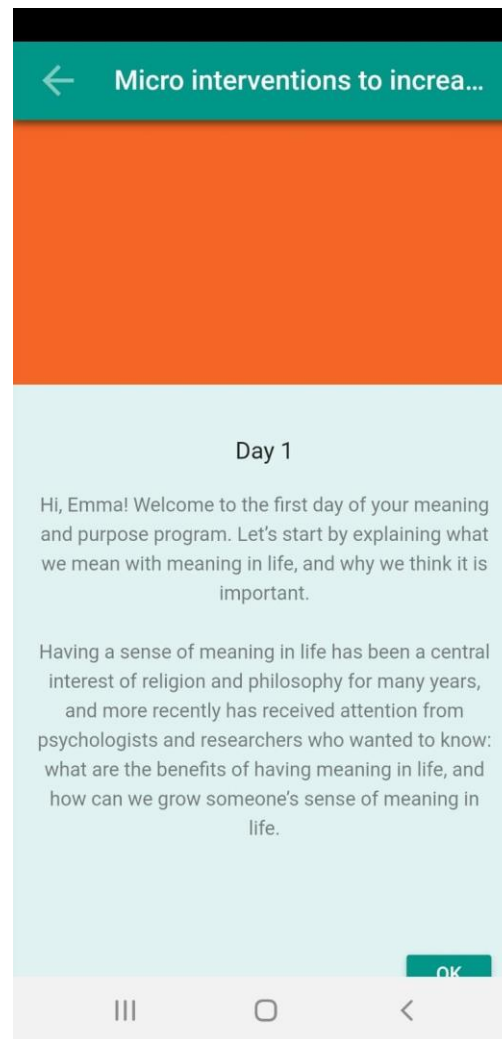 Micro interventions to increa...
Day 1
Hi, Emma! Welcome to the first day of your meaning
and purpose program. Let's start by explaining what
we mean with meaning in life, and why we think it is
important.
Having a sense of meaning in life has been a central
interest of religion and philosophy for many years,
and more recently has received attention from
psychologists and researchers who wanted to know:
what are the benefits of having meaning in life, and
how can we grow someone's sense of meaning in
life.
OK